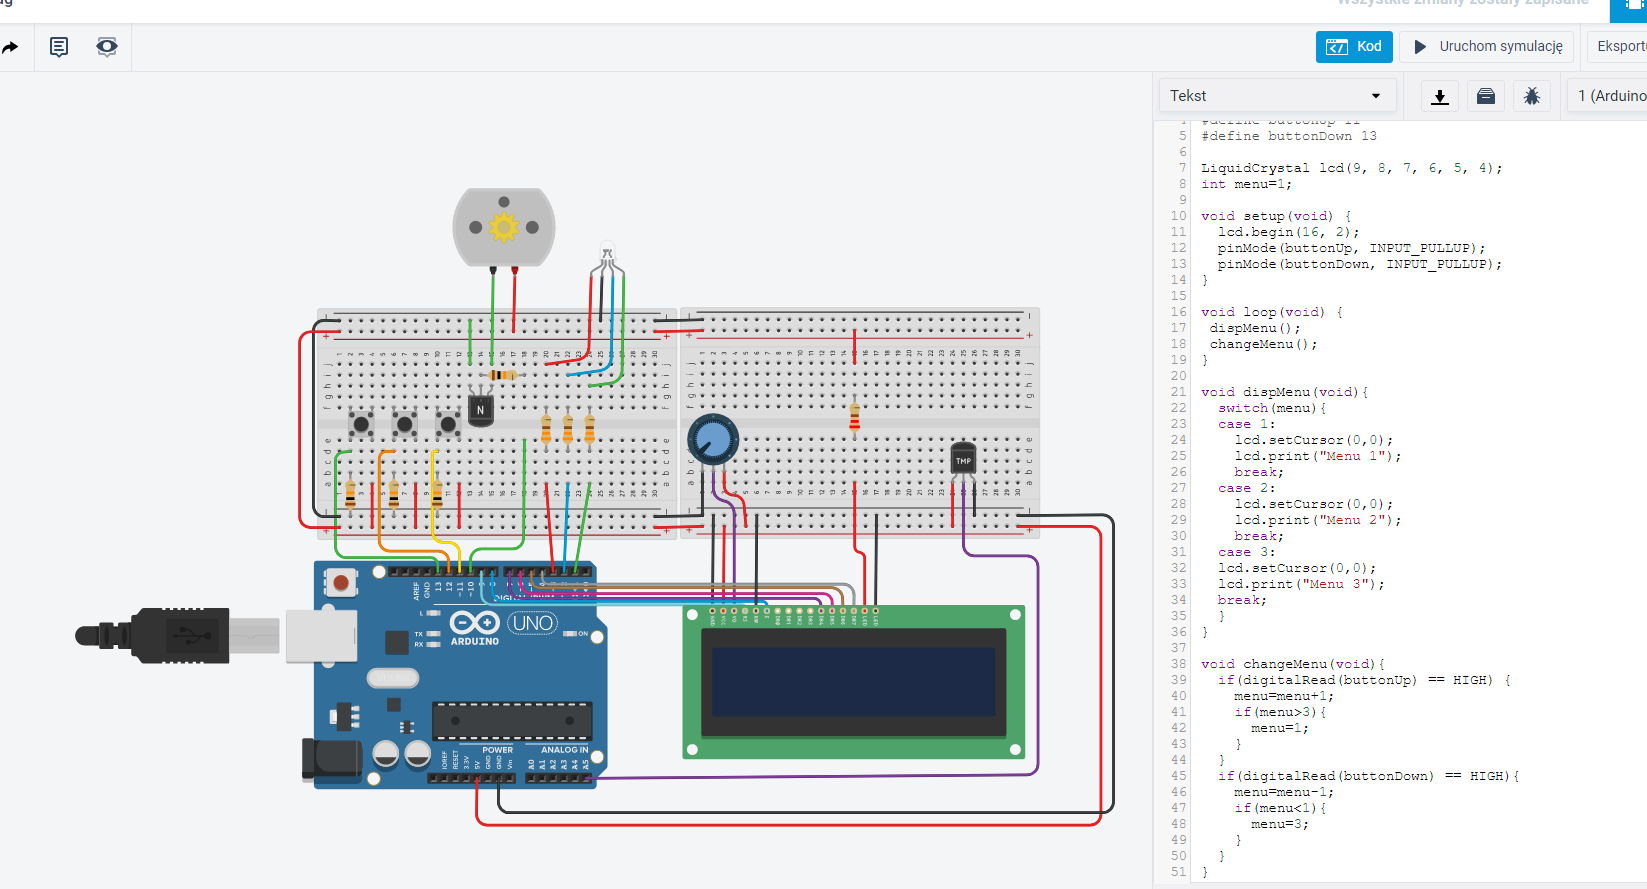 Wszystkie zmiany zostały zapisane
Kod
Uruchom symulację
Tekst
1 (Arduino
5 #define buttonDown 13
6
7 LiquidCrystal lcd(9, 8, 7, 6, 5, 4);
8 int menu=1;
9
10 void setup(void) {
11 lcd.begin(16, 2);
12 pinMode(buttonUp, INPUT_PULLUP);
13 pinMode(buttonDown, INPUT_PULLUP);
14 }
15
16 void loop(void) {
17 dispMenu();
18 changeMenu();
19 }
20
21 void dispMenu(void){
22 switch(menu){
23 case 1:
24 lcd.setCursor(0,0);
25 lcd.print("Menu 1");
26 break;
27 case 2:
28 lcd.setCursor(0,0);
29 lcd.print("Menu 2");
30 break;
31 case 3:
32 lcd.setCursor(0,0);
33 lcd.print("Menu 3");
34 break;
35 }
36 }
37
38 void changeMenu(void){
39 if(digitalRead(buttonUp) == HIGH) {
40 menu=menu+1;
41 if(menu>3){
42 menu=1;
43 }
44 }
45 if(digitalRead(buttonDown) == HIGH){
46 menu=menu-1;
47 if(menu<1){
48 menu=3;
49 }
50 }
51 }
N
TMP
AREF
GND
13
12
~11
~10
L
TX
RX
ARDUINO
UNO
ON
POWER
ANALOG IN
IOREF
RESET
3.3V
5V
GND
GND
Vin
A0
A1
A2
A3
A4
A5